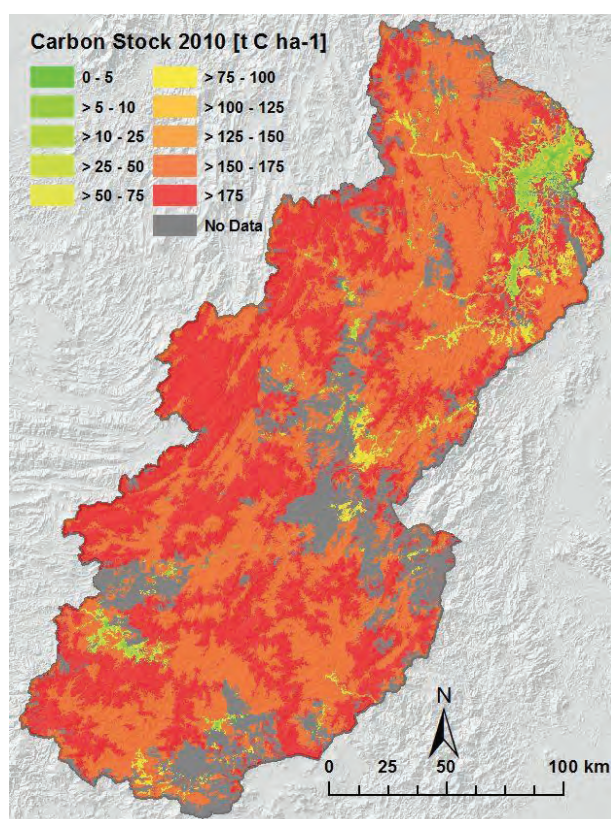 Carbon Stock 2010 [t C ha-1]
0 - 5
> 5 - 10
> 10 - 25
> 25 - 50
> 50 - 75
> 75 - 100
> 100 - 125
> 125 - 150
> 150 - 175
> 175
No Data
N
0 25 50 100 km